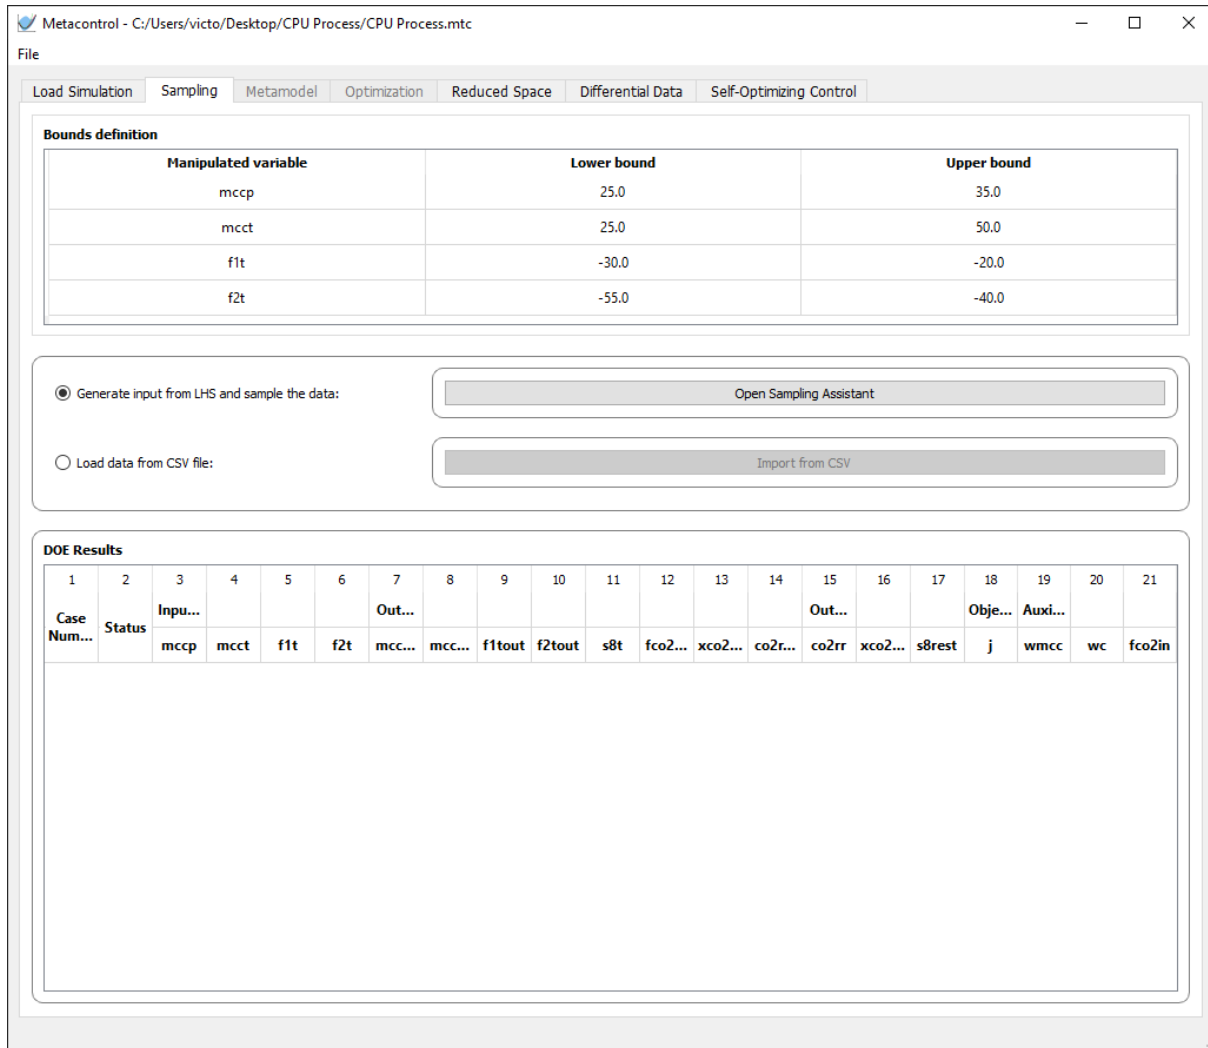 Metacontrol - C:/Users/victo/Desktop/CPU Process/CPU Process.mtc
File
Load Simulation Sampling Metamodel Optimization Reduced Space Differential Data Self-Optimizing Control
Bounds definition
Manipulated variable Lower bound Upper bound
mccp 25.0 35.0
mcct 25.0 50.0
f1t -30.0 -20.0
f2t -55.0 -40.0
Generate input from LHS and sample the data: Open Sampling Assistant
Load data from CSV file: Import from CSV
DOE Results
1 2 3 4 5 6 7 8 9 10 11 12 13 14 15 16 17 18 19 20 21
Case Num... Status Inpu... Out... Out... Obje... Auxi...
mccp mcct f1t f2t mcc... mcc... f1tout f2tout s8t fco2... xco2... co2r... co2rr xco2... s8rest j wmcc wc fco2in